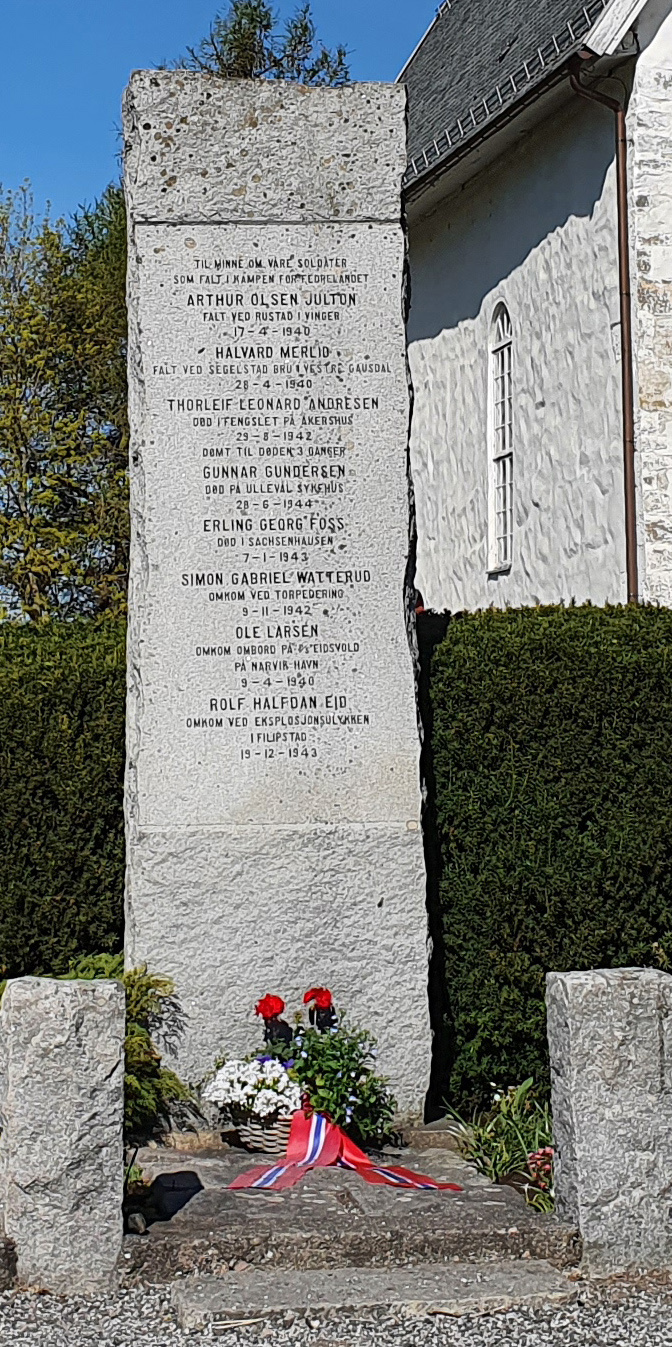 TIL MINNE OM VÅRE SOLDATER
SOM FALT I KAMPEN FOR FEDRELANDET
ARTHUR OLSEN JULTON
FALT VED RUSTAD I VINGER
17-4-1940
HALVARD MERLID
FALT VED SEGELSTAD BRU I VESTRE GAUSDAL
28-4-1940
THORLEIF LEONARD ANDRESEN
DØD I FENGSLET PÅ AKERSHUS
29-8-1942
DØMT TIL DØDEN 3 GANGER
GUNNAR GUNDERSEN
DØD PÅ ULLEVÅL SYKEHUS
28-6-1944
ERLING GEORG FOSS
DØD I SACHSENHAUSEN
7-1-1943
SIMON GABRIEL WATTERUD
OMKOM VED TORPEDERING
9-11-1942
OLE LARSEN
OMKOM OMBORD PÅ P/S EIDSVOLD
PÅ NARVIK HAVN
9-4-1940
ROLF HALFDAN EID
OMKOM VED EKSPLOSJONSULYKKEN
I FILIPSTAD
19-12-1943